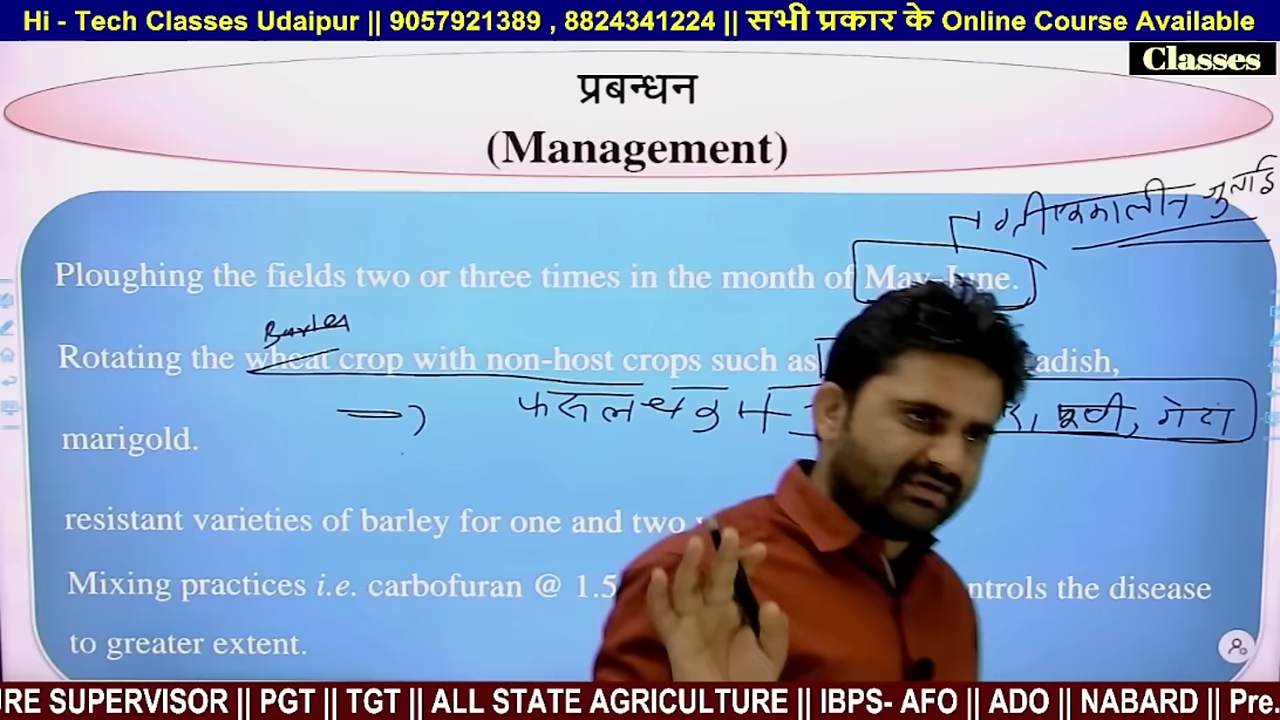 Hi - Tech Classes Udaipur || 9057921389 , 8824341224 || सभी प्रकार के Online Course Available
Classes
प्रबन्धन
(Management)
जुताई
Ploughing the fields two or three times in the month of May-June.
Barley
Rotating the wheat crop with non-host crops such as adish,
फसल चक्र में मूली, गेंदा
marigold.
resistant varieties of barley for one and two
Mixing practices i.e. carbofuran @ 1.5 ntrols the disease
to greater extent.
URE SUPERVISOR || PGT || TGT || ALL STATE AGRICULTURE || IBPS- AFO || ADO || NABARD || Pre.